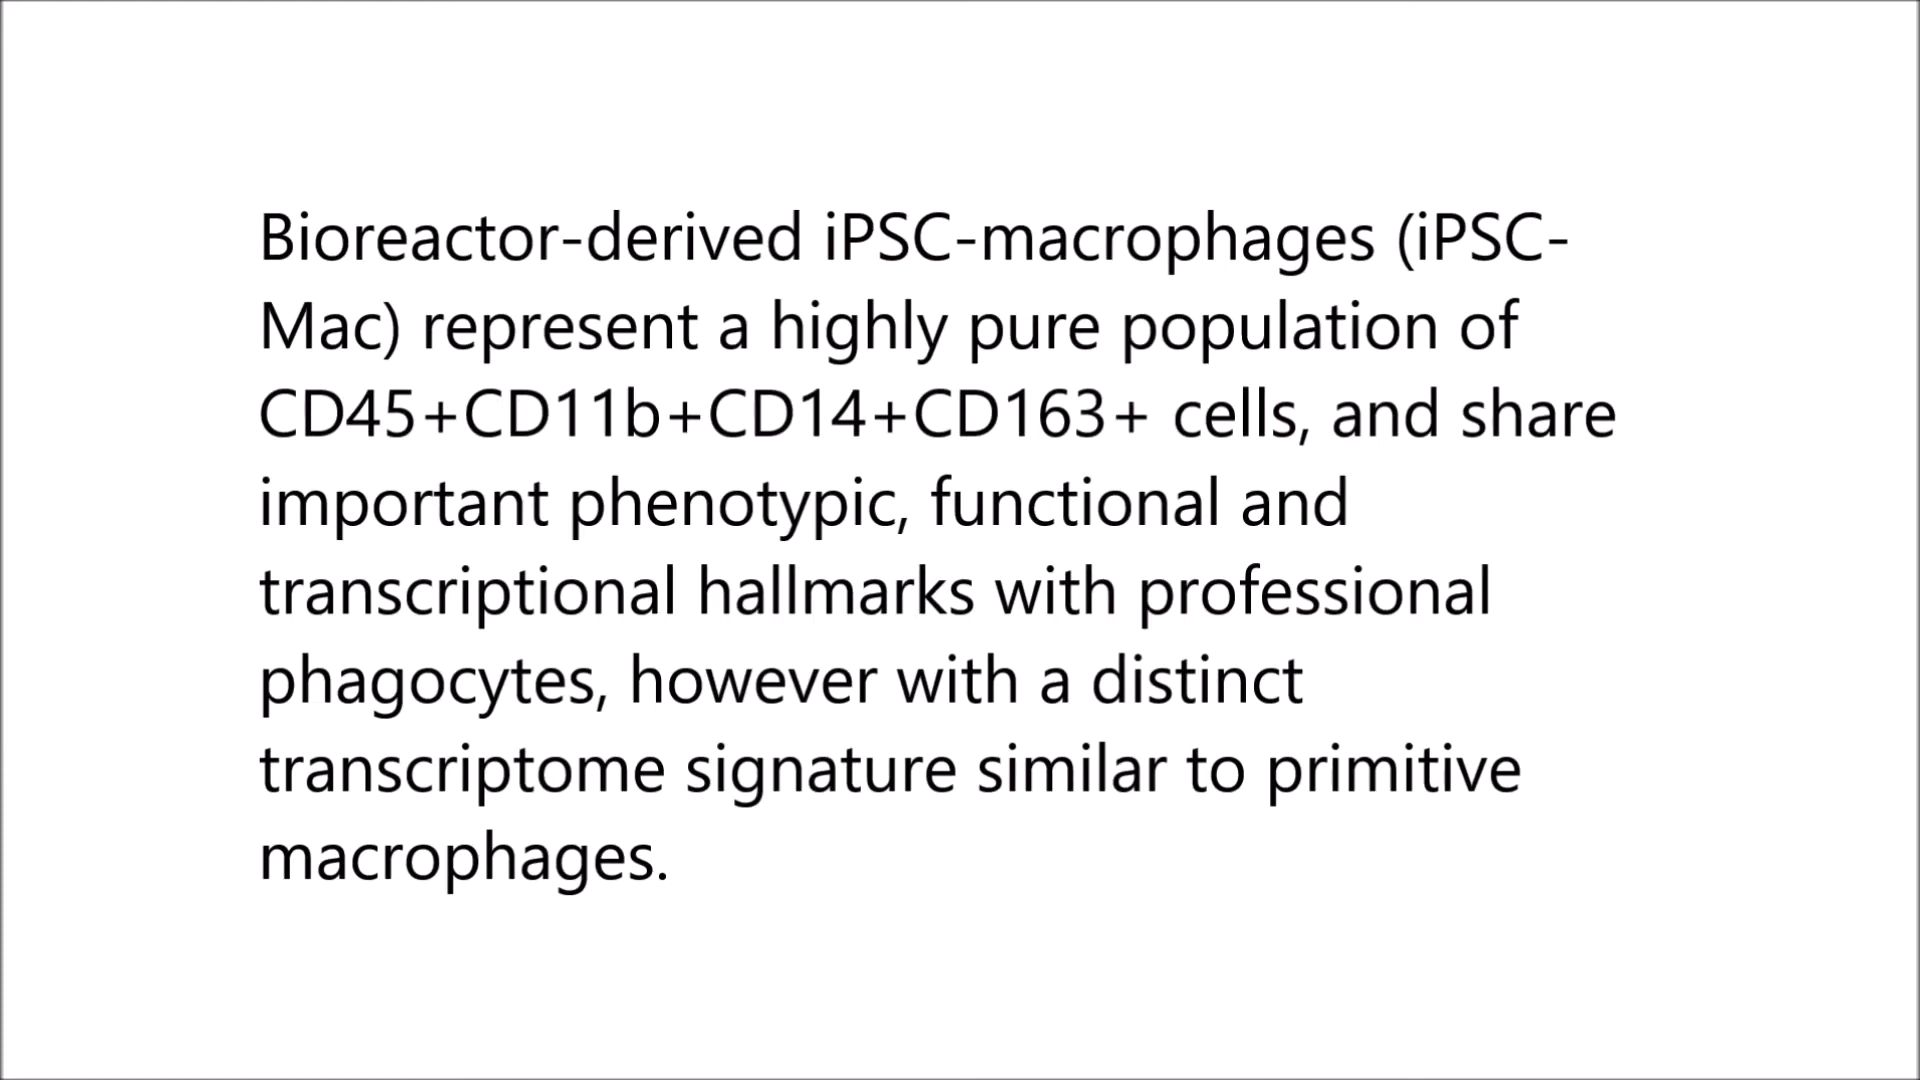 Bioreactor-derived iPSC-macrophages (iPSC-
Mac) represent a highly pure population of
CD45+CD11b+CD14+CD163+ cells, and share
important phenotypic, functional and
transcriptional hallmarks with professional
phagocytes, however with a distinct
transcriptome signature similar to primitive
macrophages.